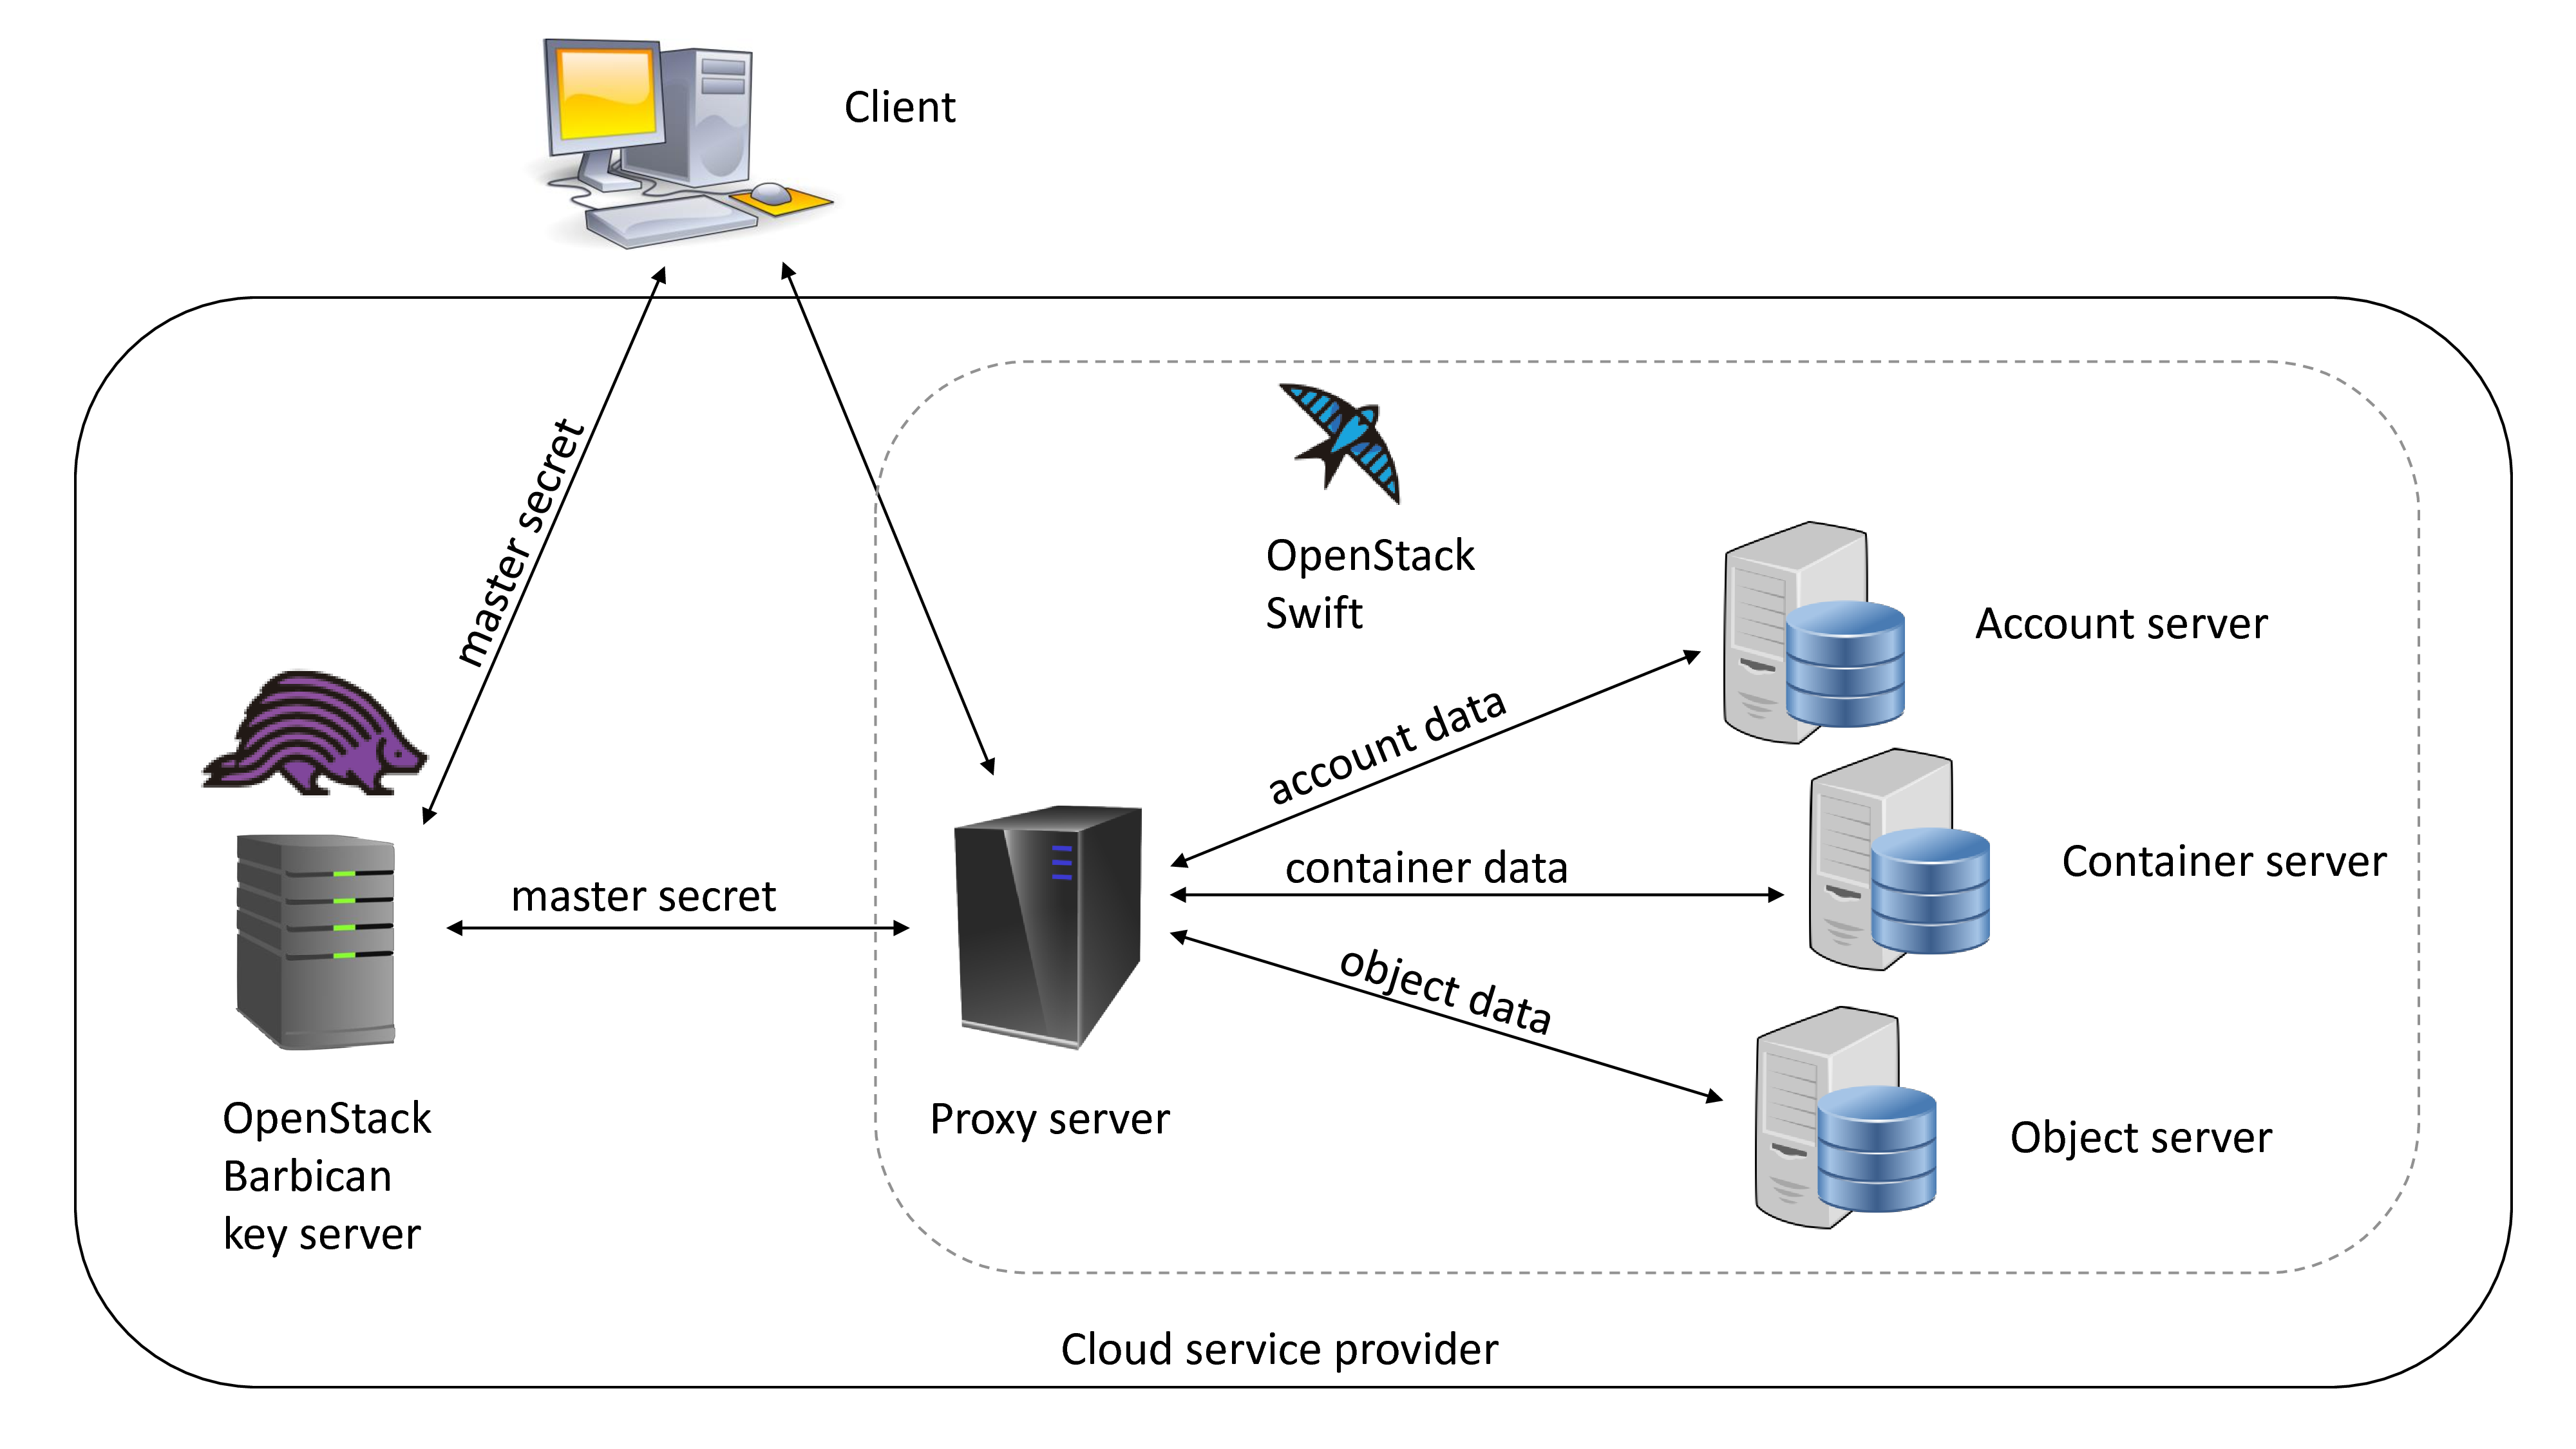 Client
master secret
OpenStack
Swift
Account server
account data
container data
Container server
master secret
object data
OpenStack
Barbican
key server
Proxy server
Object server
Cloud service provider